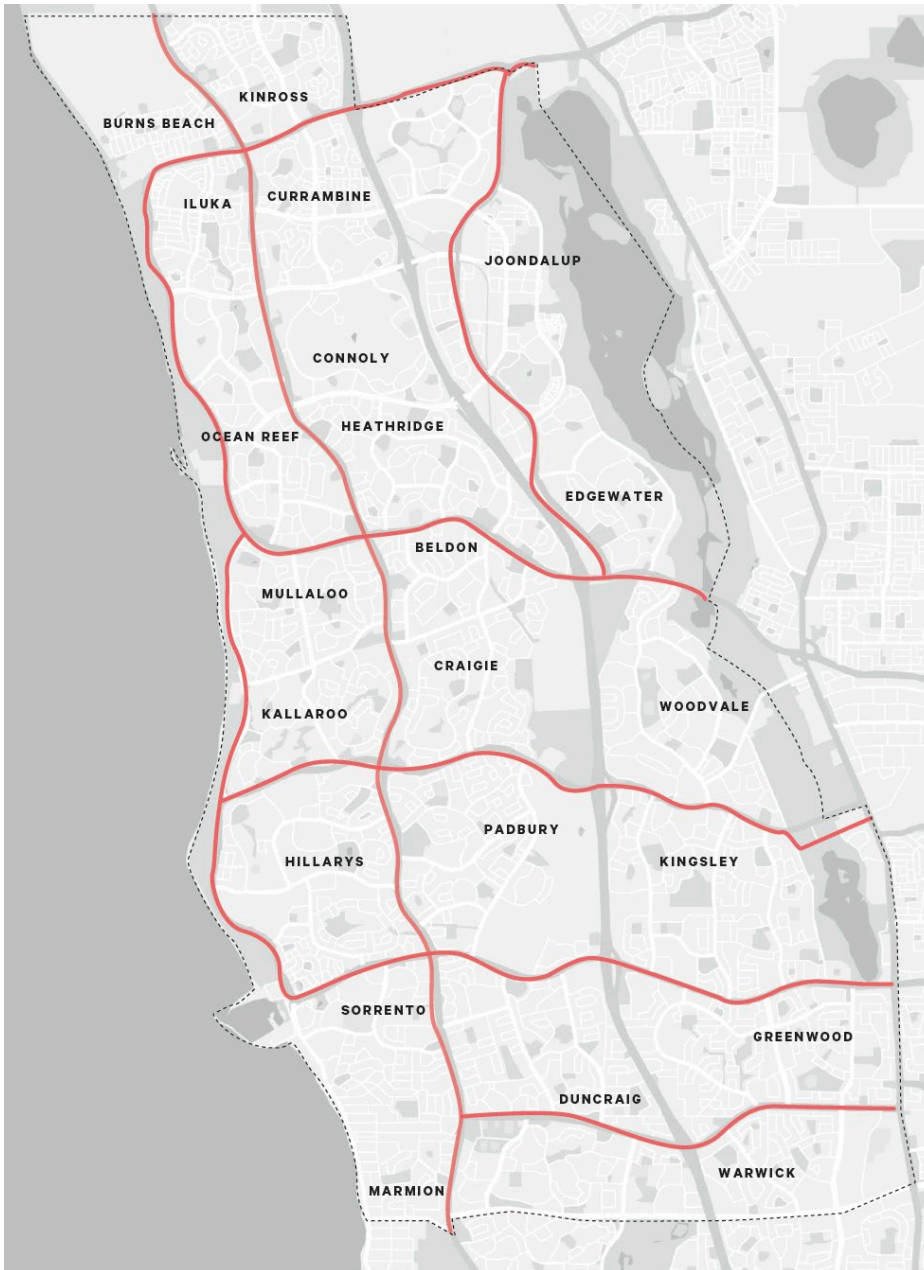 KINROSS
BURNS BEACH
CURRAMBINE
ILUKA
JOONDALUP
CONNOLY
HEATHRIDGE
OCEAN REEF
EDGEWATER
BELDON
MULLALOO
CRAIGIE
WOODVALE
KALLAROO
PADBURY
HILLARYS
KINGSLEY
SORRENTO
GREENWOOD
DUNCRAIG
WARWICK
MARMION